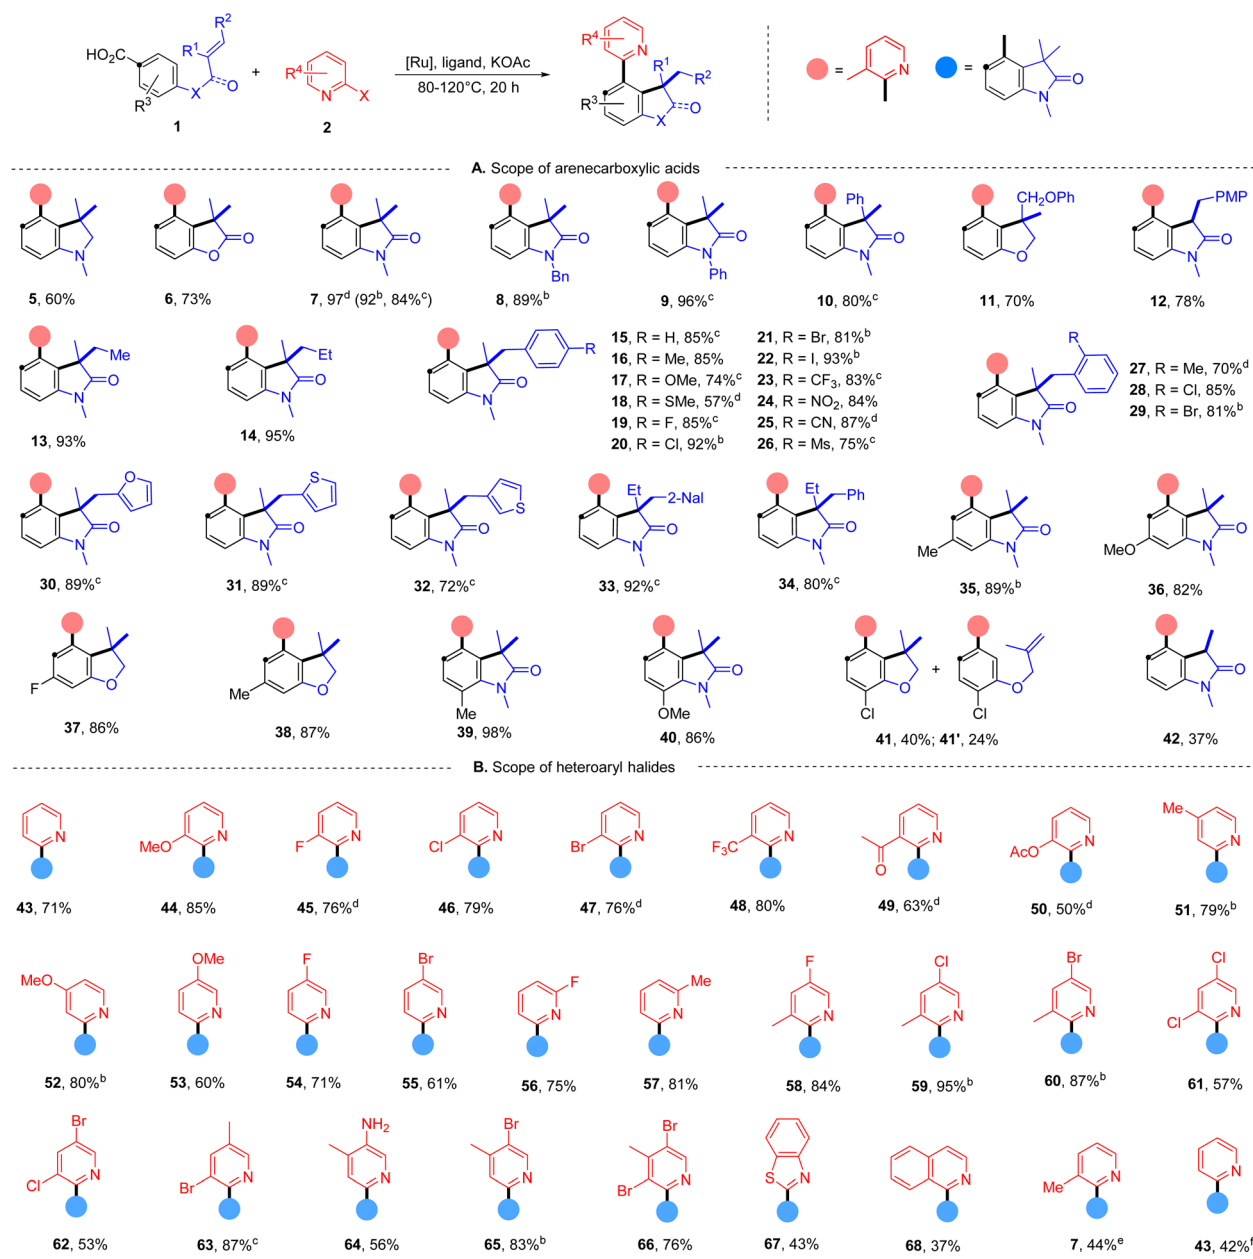 HO₂C
R¹
R²
R³
X
O
1
+
R⁴
N
X
2
[Ru], ligand, KOAc
80-120°C, 20 h
R⁴
N
R¹
R²
R³
X
O
=
N
=
O
N
A. Scope of arenecarboxylic acids
N
O
O
O
N
O
N
Bn
O
N
Ph
Ph
O
N
CH₂OPh
O
PMP
O
N
5, 60%
6, 73%
7, 97ᵈ (92ᵇ, 84%ᶜ)
8, 89%ᵇ
9, 96%ᶜ
10, 80%ᶜ
11, 70%
12, 78%
Me
O
N
Et
O
N
R
O
N
R
O
N
13, 93%
14, 95%
15, R = H, 85%ᶜ
16, R = Me, 85%
17, R = OMe, 74%ᶜ
18, R = SMe, 57%ᵈ
19, R = F, 85%ᶜ
20, R = Cl, 92%ᵇ
21, R = Br, 81%ᵇ
22, R = I, 93%ᵇ
23, R = CF₃, 83%ᶜ
24, R = NO₂, 84%
25, R = CN, 87%ᵈ
26, R = Ms, 75%ᶜ
27, R = Me, 70%ᵈ
28, R = Cl, 85%
29, R = Br, 81%ᵇ
O
O
N
S
O
N
S
O
N
Et
2-Nal
O
N
Et
Ph
O
N
Me
O
N
MeO
O
N
30, 89%ᶜ
31, 89%ᶜ
32, 72%ᶜ
33, 92%ᶜ
34, 80%ᶜ
35, 89%ᵇ
36, 82%
F
O
Me
O
Me
O
N
OMe
O
N
Cl
O
+
Cl
O
O
N
37, 86%
38, 87%
39, 98%
40, 86%
41, 40%; 41', 24%
42, 37%
B. Scope of heteroaryl halides
N
MeO
N
F
N
Cl
N
Br
N
F₃C
N
O
N
AcO
N
Me
N
43, 71%
44, 85%
45, 76%ᵈ
46, 79%
47, 76%ᵈ
48, 80%
49, 63%ᵈ
50, 50%ᵈ
51, 79%ᵇ
MeO
N
OMe
N
F
N
Br
N
F
N
Me
N
F
N
Cl
N
Br
N
Cl
Cl
N
52, 80%ᵇ
53, 60%
54, 71%
55, 61%
56, 75%
57, 81%
58, 84%
59, 95%ᵇ
60, 87%ᵇ
61, 57%
Br
Cl
N
Br
N
NH₂
N
Br
N
Br
Br
N
S
N
N
Me
N
N
62, 53%
63, 87%ᶜ
64, 56%
65, 83%ᵇ
66, 76%
67, 43%
68, 37%
7, 44%ᵉ
43, 42%ᶠ